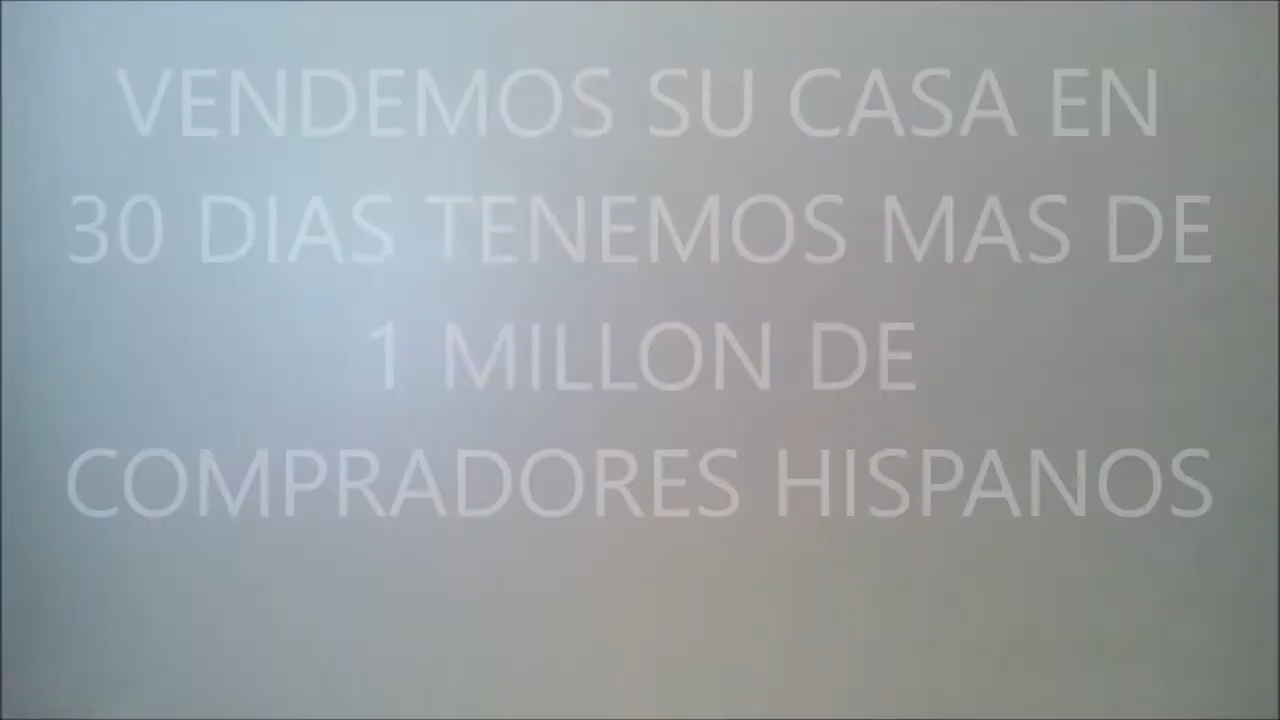 VENDEMOS SU CASA EN
30 DIAS TENEMOS MAS DE
1 MILLON DE
COMPRADORES HISPANOS